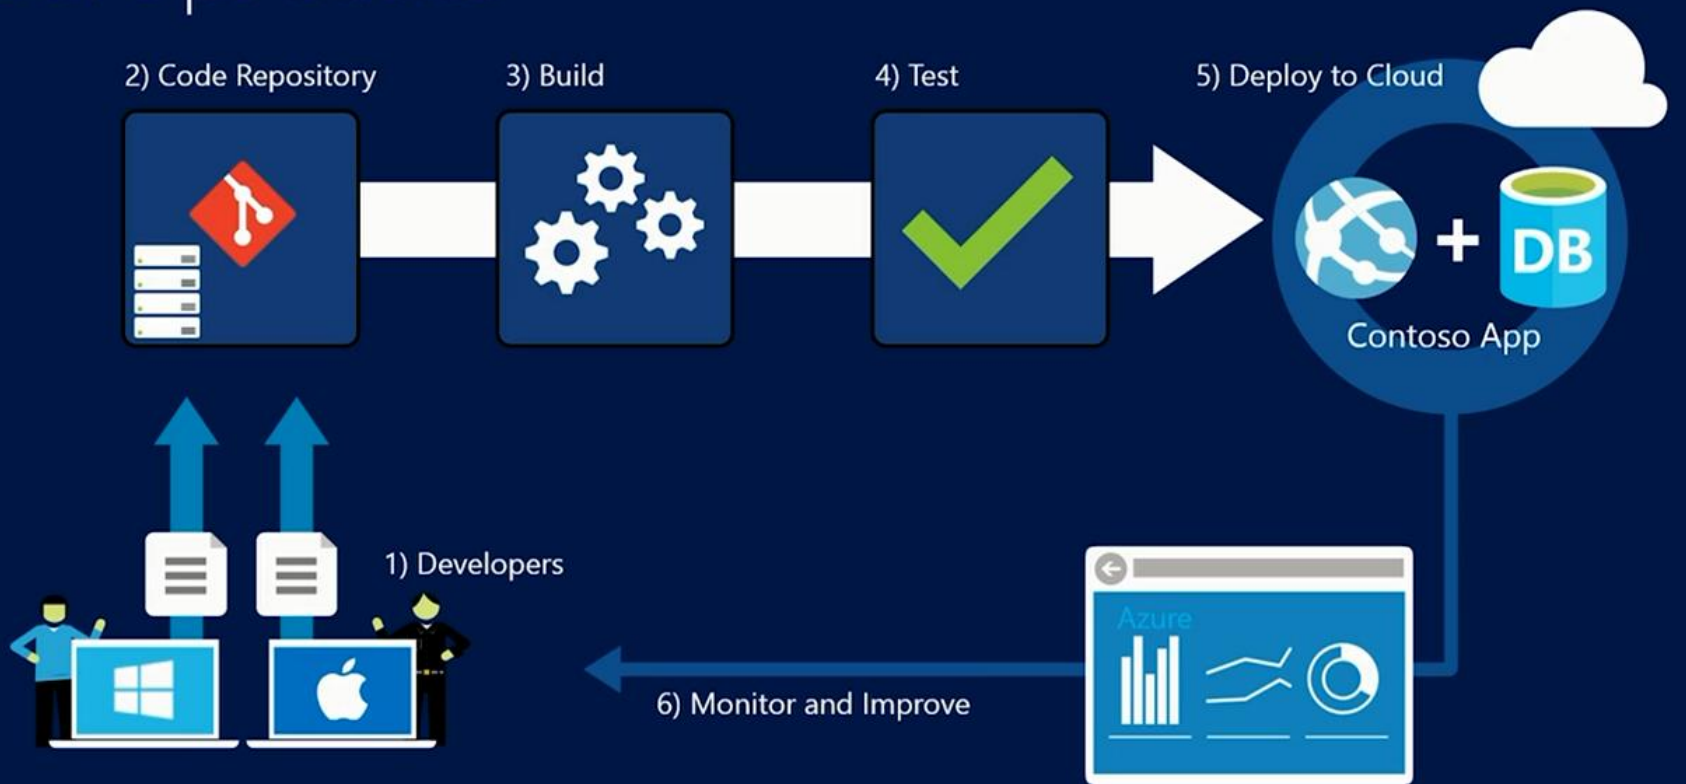 2) Code Repository
3) Build
4) Test
5) Deploy to Cloud
+
DB
Contoso App
1) Developers
Azure
6) Monitor and Improve